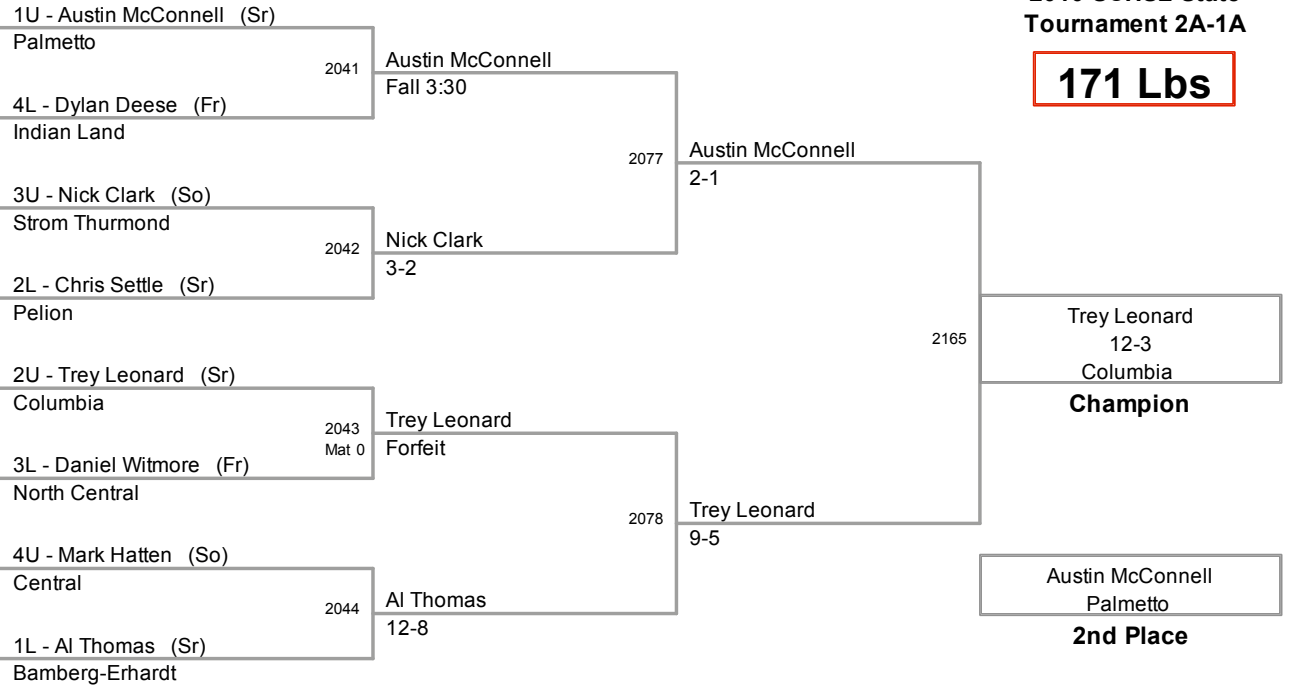 Tournament 2A-1A
171 Lbs
1U - Austin McConnell (Sr)
Palmetto
2041
4L - Dylan Deese (Fr)
Indian Land
Austin McConnell
Fall 3:30
3U - Nick Clark (So)
Strom Thurmond
2042
2L - Chris Settle (Sr)
Pelion
Nick Clark
3-2
2077
Austin McConnell
2-1
2U - Trey Leonard (Sr)
Columbia
2043
Mat 0
3L - Daniel Witmore (Fr)
North Central
Trey Leonard
Forfeit
4U - Mark Hatten (So)
Central
2044
1L - Al Thomas (Sr)
Bamberg-Erhardt
Al Thomas
12-8
2078
Trey Leonard
9-5
2165
Trey Leonard
12-3
Columbia
Champion
Austin McConnell
Palmetto
2nd Place